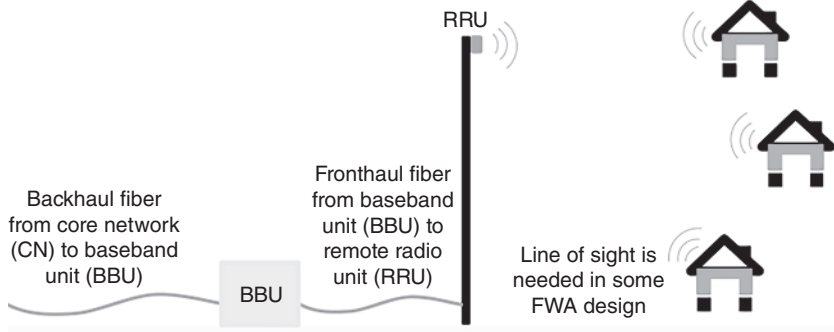 RRU
Backhaul fiber
from core network
(CN) to baseband
unit (BBU)
BBU
Fronthaul fiber
from baseband
unit (BBU) to
remote radio
unit (RRU)
Line of sight is
needed in some
FWA design